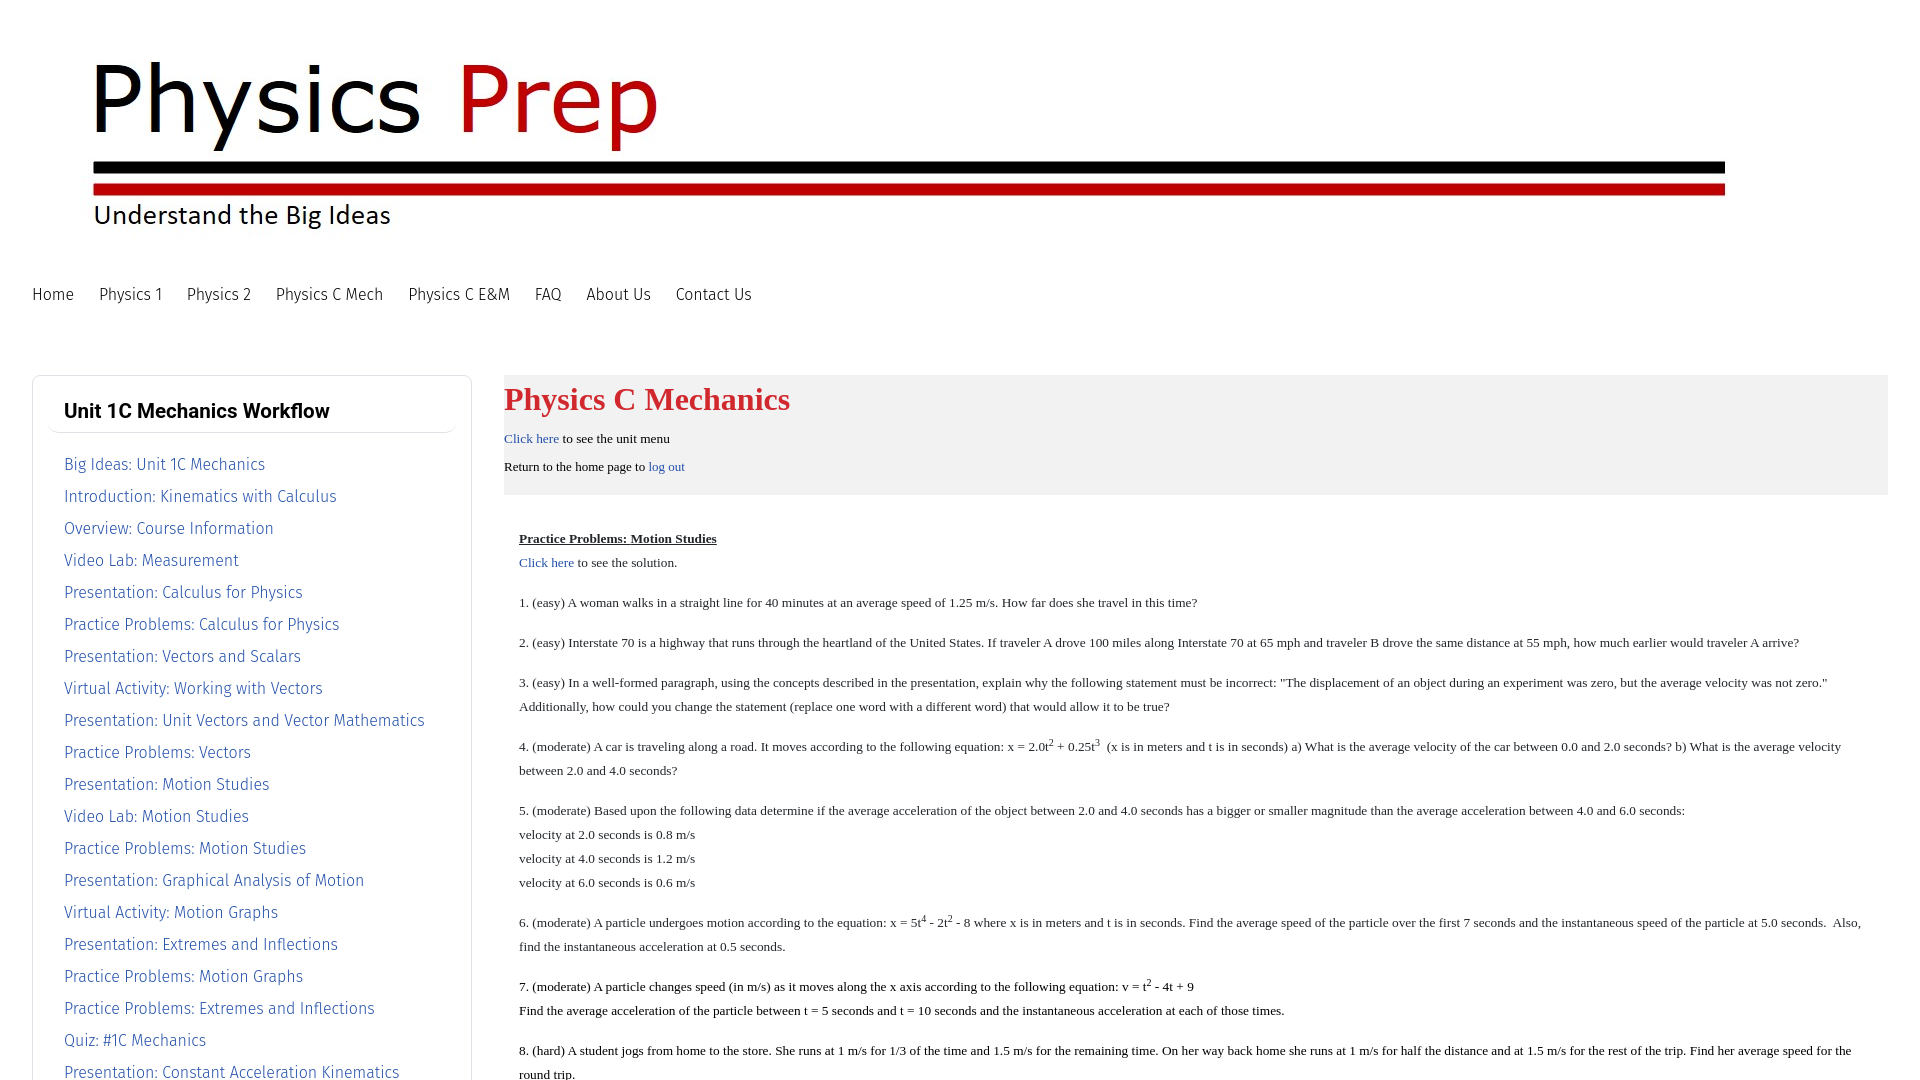 Physics Prep
Understand the Big Ideas
Home Physics 1 Physics 2 Physics C Mech Physics C E&M FAQ About Us Contact Us
Unit 1C Mechanics Workflow
Big Ideas: Unit 1C Mechanics
Introduction: Kinematics with Calculus
Overview: Course Information
Video Lab: Measurement
Presentation: Calculus for Physics
Practice Problems: Calculus for Physics
Presentation: Vectors and Scalars
Virtual Activity: Working with Vectors
Presentation: Unit Vectors and Vector Mathematics
Practice Problems: Vectors
Presentation: Motion Studies
Video Lab: Motion Studies
Practice Problems: Motion Studies
Presentation: Graphical Analysis of Motion
Virtual Activity: Motion Graphs
Presentation: Extremes and Inflections
Practice Problems: Motion Graphs
Practice Problems: Extremes and Inflections
Quiz: #1C Mechanics
Presentation: Constant Acceleration Kinematics
Physics C Mechanics
Click here to see the unit menu
Return to the home page to log out
Practice Problems: Motion Studies
Click here to see the solution.
1. (easy) A woman walks in a straight line for 40 minutes at an average speed of 1.25 m/s. How far does she travel in this time?
2. (easy) Interstate 70 is a highway that runs through the heartland of the United States. If traveler A drove 100 miles along Interstate 70 at 65 mph and traveler B drove the same distance at 55 mph, how much earlier would traveler A arrive?
3. (easy) In a well-formed paragraph, using the concepts described in the presentation, explain why the following statement must be incorrect: "The displacement of an object during an experiment was zero, but the average velocity was not zero."
Additionally, how could you change the statement (replace one word with a different word) that would allow it to be true?
4. (moderate) A car is traveling along a road. It moves according to the following equation: x = 2.0t² + 0.25t³ (x is in meters and t is in seconds) a) What is the average velocity of the car between 0.0 and 2.0 seconds? b) What is the average velocity
between 2.0 and 4.0 seconds?
5. (moderate) Based upon the following data determine if the average acceleration of the object between 2.0 and 4.0 seconds has a bigger or smaller magnitude than the average acceleration between 4.0 and 6.0 seconds:
velocity at 2.0 seconds is 0.8 m/s
velocity at 4.0 seconds is 1.2 m/s
velocity at 6.0 seconds is 0.6 m/s
6. (moderate) A particle undergoes motion according to the equation: x = 5t⁴ - 2t² - 8 where x is in meters and t is in seconds. Find the average speed of the particle over the first 7 seconds and the instantaneous speed of the particle at 5.0 seconds. Also,
find the instantaneous acceleration at 0.5 seconds.
7. (moderate) A particle changes speed (in m/s) as it moves along the x axis according to the following equation: v = t² - 4t + 9
Find the average acceleration of the particle between t = 5 seconds and t = 10 seconds and the instantaneous acceleration at each of those times.
8. (hard) A student jogs from home to the store. She runs at 1 m/s for 1/3 of the time and 1.5 m/s for the remaining time. On her way back home she runs at 1 m/s for half the distance and at 1.5 m/s for the rest of the trip. Find her average speed for the
round trip.